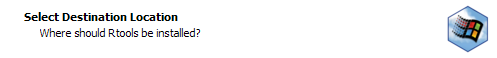 Select Destination Location
Where should Rtools be installed?